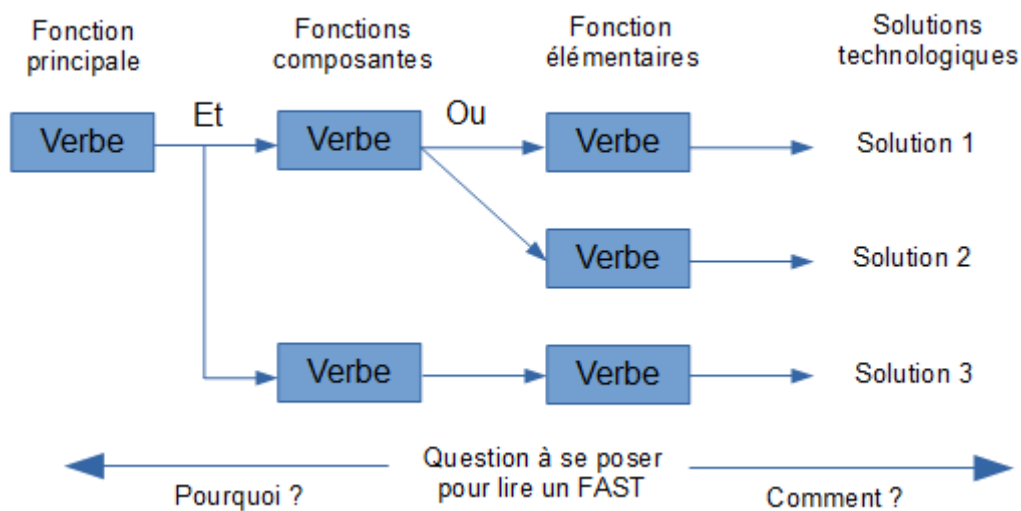 Fonction
principale
Fonctions
composantes
Fonction
élémentaires
Solutions
technologiques
Verbe
Et
Verbe
Ou
Verbe
Solution 1
Verbe
Solution 2
Verbe
Verbe
Solution 3
Question à se poser
pour lire un FAST
Pourquoi ?
Comment ?